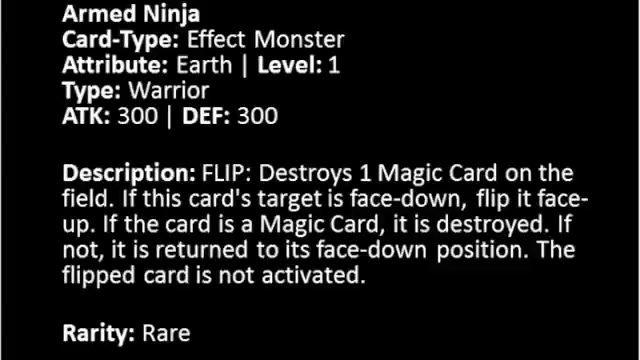 Armed Ninja
Card-Type: Effect Monster
Attribute: Earth | Level: 1
Type: Warrior
ATK: 300 | DEF: 300
Description: FLIP: Destroys 1 Magic Card on the
field. If this card's target is face-down, flip it face-
up. If the card is a Magic Card, it is destroyed. If
not, it is returned to its face-down position. The
flipped card is not activated.
Rarity: Rare